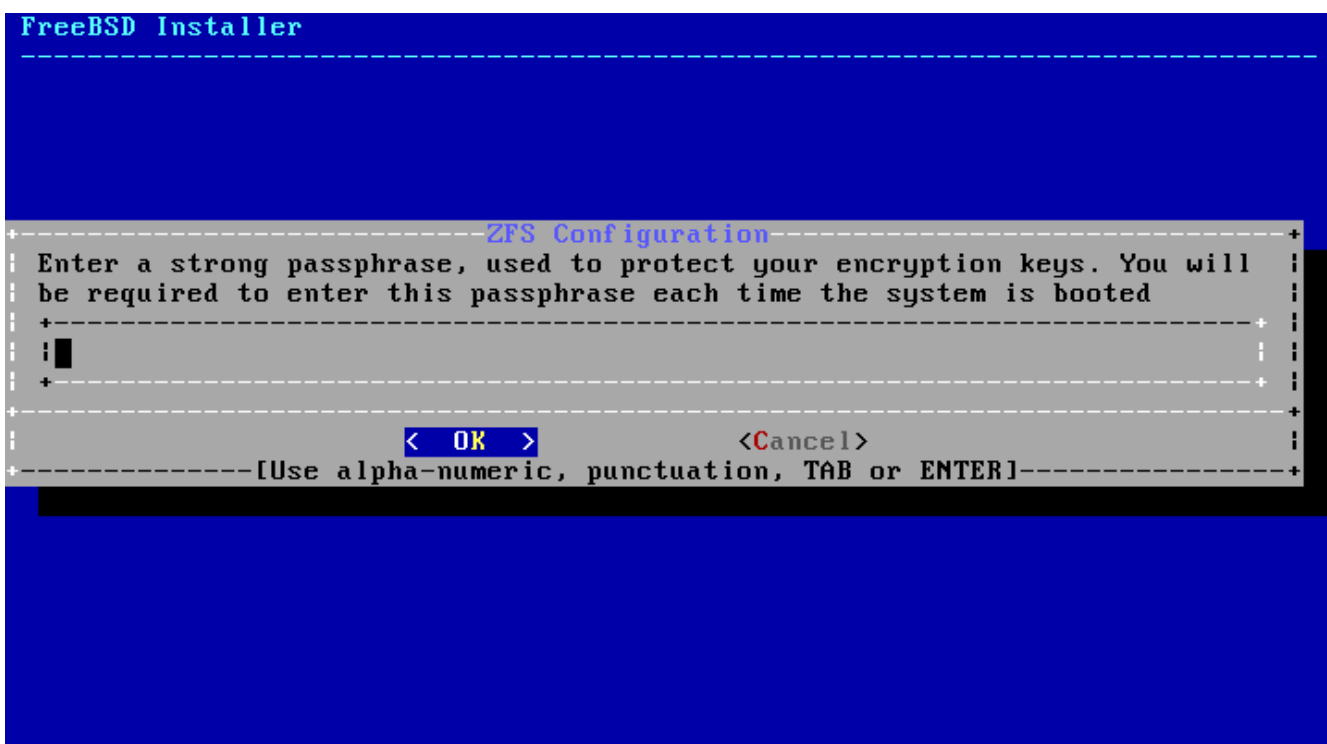 FreeBSD Installer
ZFS Configuration
Enter a strong passphrase, used to protect your encryption keys. You will
be required to enter this passphrase each time the system is booted
<  OK  > <Cancel>
[Use alpha-numeric, punctuation, TAB or ENTER]